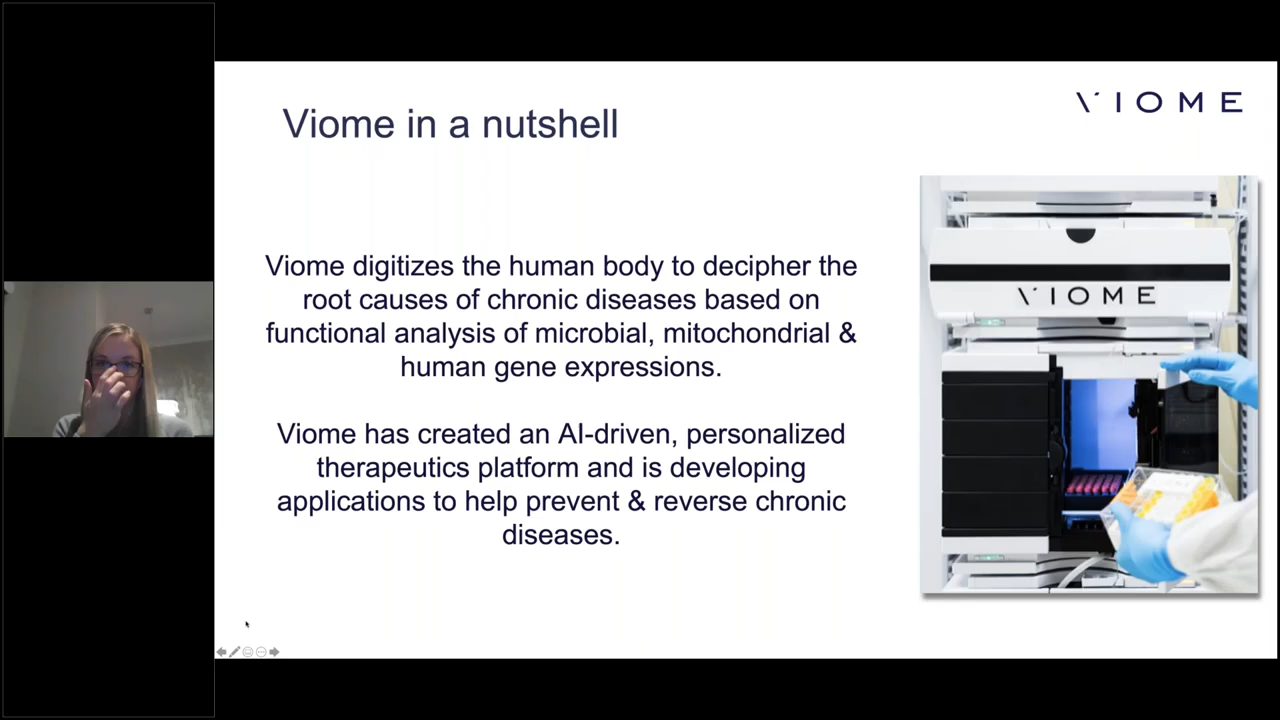 VIOME
Viome in a nutshell
Viome digitizes the human body to decipher the
root causes of chronic diseases based on
functional analysis of microbial, mitochondrial &
human gene expressions.
Viome has created an AI-driven, personalized
therapeutics platform and is developing
applications to help prevent & reverse chronic
diseases.
VIOME